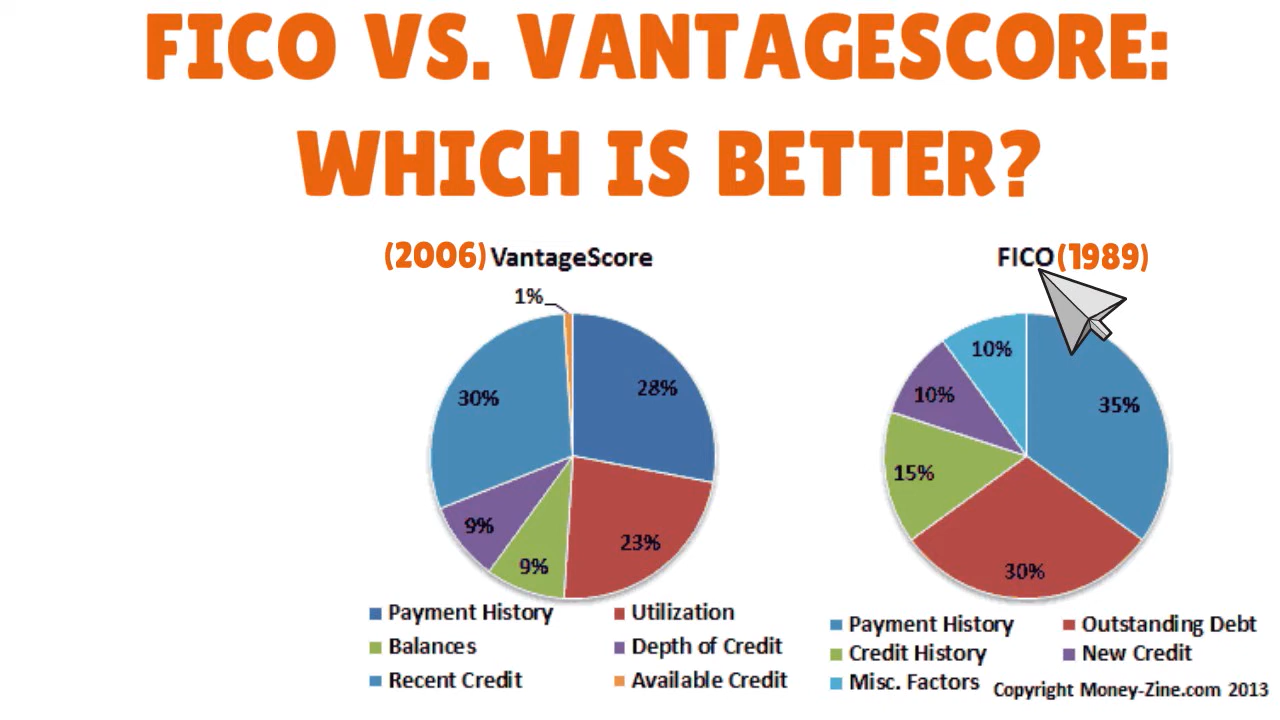 FICO VS. VANTAGESCORE:
WHICH IS BETTER?
(2006) VantageScore
1%
28%
23%
9%
9%
30%
Payment History
Utilization
Balances
Depth of Credit
Recent Credit
Available Credit
FICO (1989)
35%
30%
15%
10%
10%
Payment History
Outstanding Debt
Credit History
New Credit
Misc. Factors
Copyright Money-Zine.com 2013